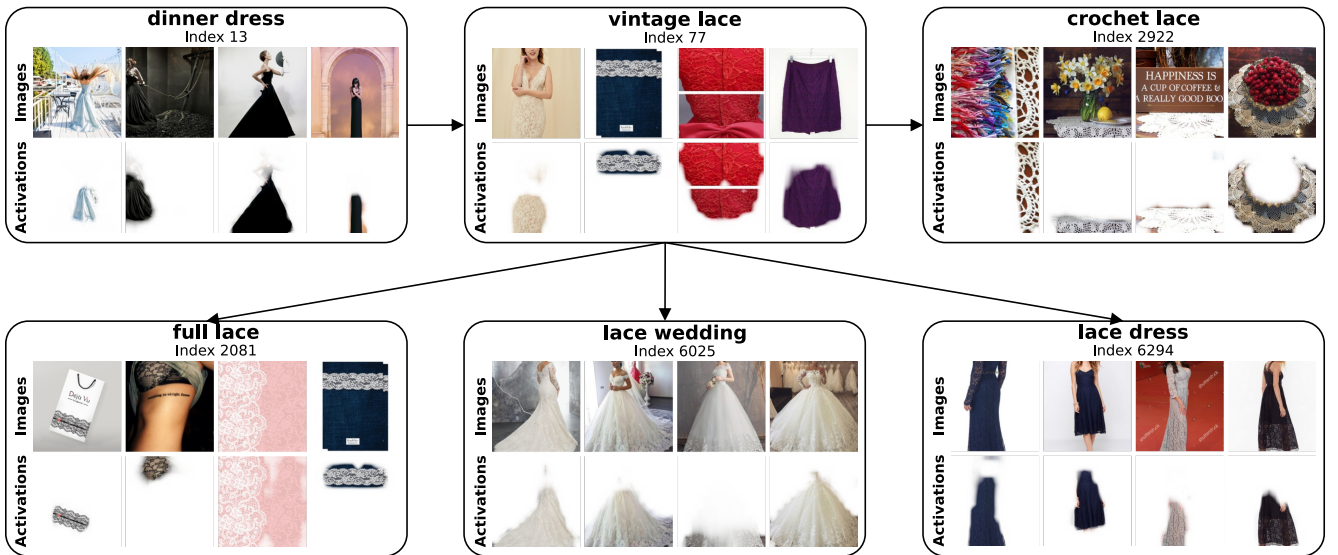 dinner dress
Index 13
Images
Activations
vintage lace
Index 77
Images
Activations
crochet lace
Index 2922
Images
HAPPINESS IS
A CUP OF COFFEE &
A REALLY GOOD BOO
Activations
full lace
Index 2081
Images
Déjà Vu
Activations
lace wedding
Index 6025
Images
Activations
lace dress
Index 6294
Images
Activations